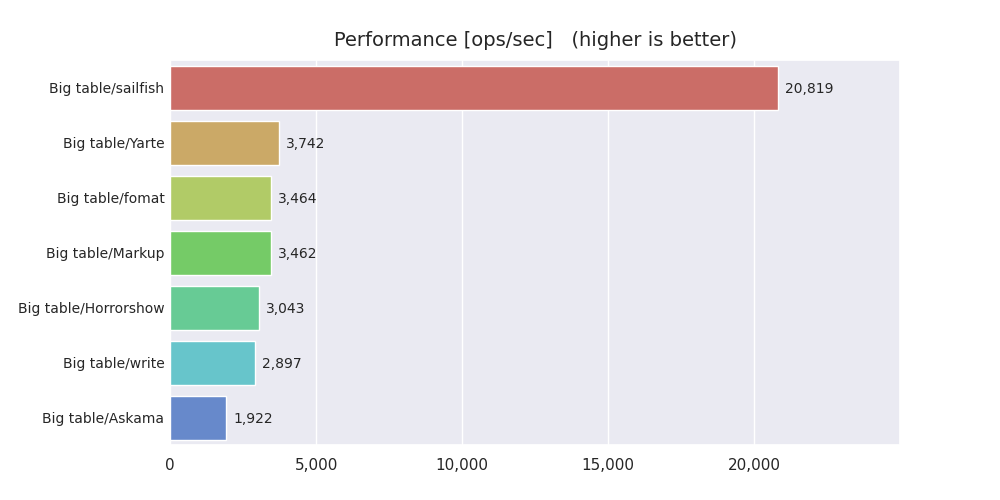 Performance [ops/sec]   (higher is better)
Big table/sailfish 20,819
Big table/Yarte 3,742
Big table/fomat 3,464
Big table/Markup 3,462
Big table/Horrorshow 3,043
Big table/write 2,897
Big table/Askama 1,922
0 5,000 10,000 15,000 20,000